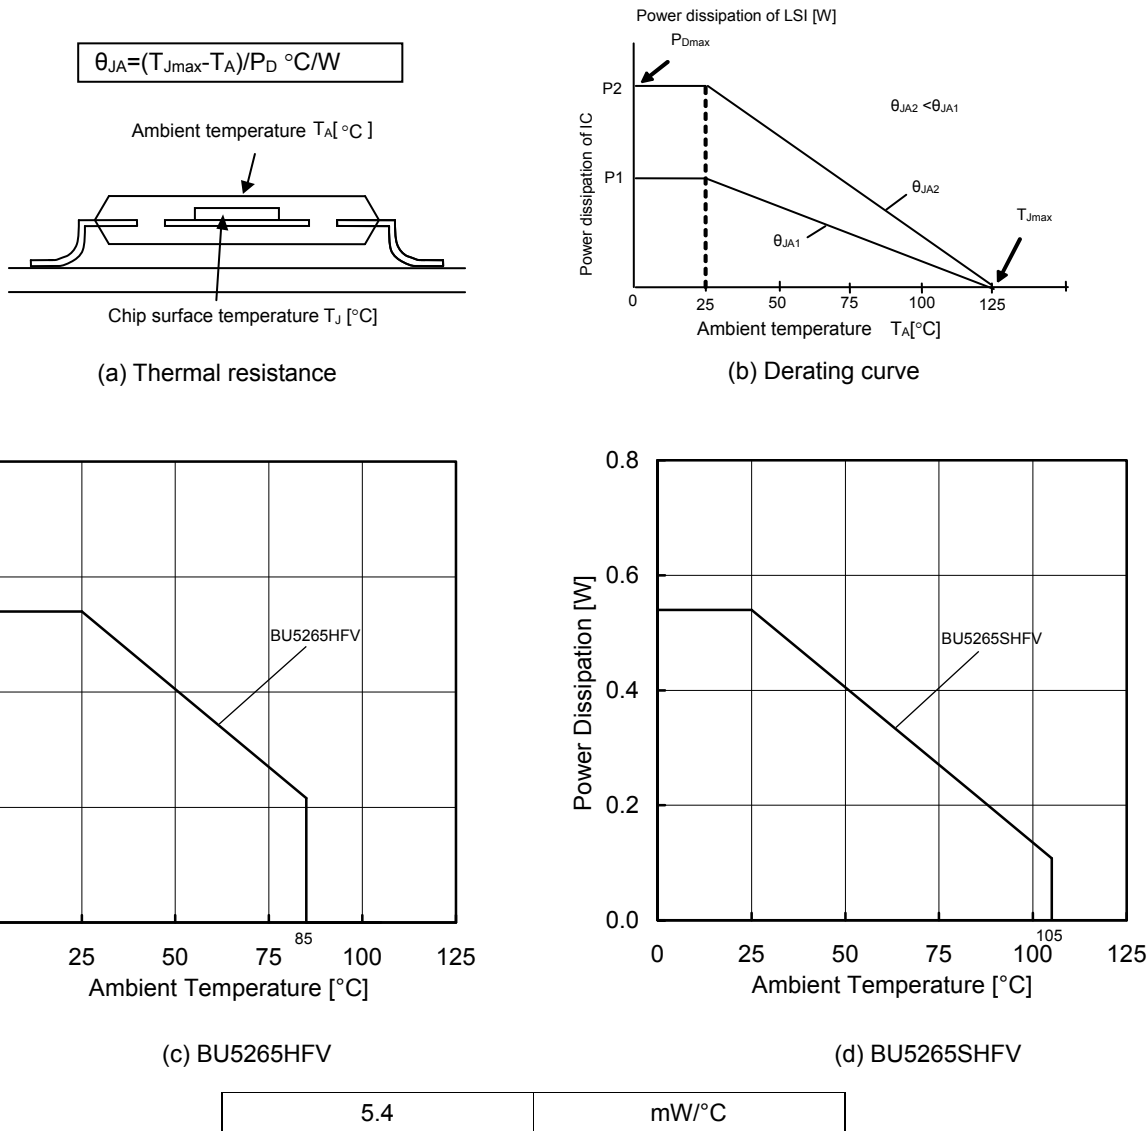 θJA=(TJmax-TA)/PD °C/W
Ambient temperature TA[ °C ]
Chip surface temperature TJ [°C]
(a) Thermal resistance
Power dissipation of LSI [W]
PDmax
P2
P1
Power dissipation of IC
θJA2 <θJA1
θJA2
θJA1
TJmax
0 25 50 75 100 125
Ambient temperature TA[°C]
(b) Derating curve
BU5265HFV
85
25 50 75 100 125
Ambient Temperature [°C]
(c) BU5265HFV
0.8
0.6
0.4
0.2
0.0
Power Dissipation [W]
BU5265SHFV
105
0 25 50 75 100 125
Ambient Temperature [°C]
(d) BU5265SHFV
5.4 mW/°C